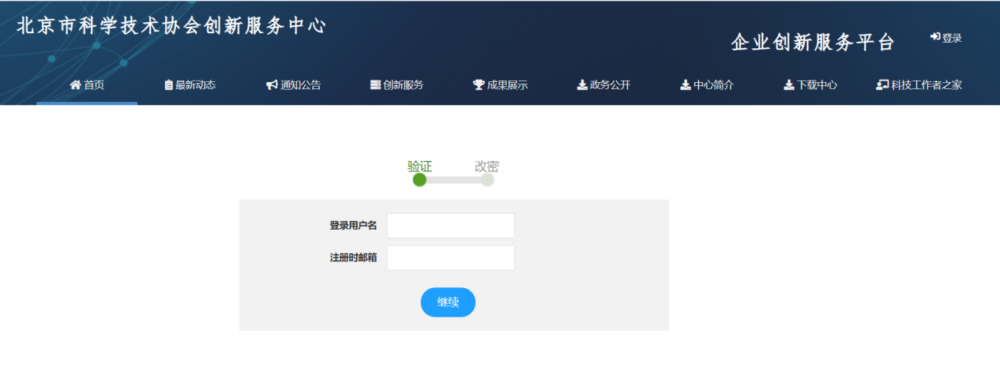 北京市科学技术协会创新服务中心
企业创新服务平台
登录
首页 最新动态 通知公告 创新服务 成果展示 政务公开 中心简介 下载中心 科技工作者之家
验证 改密
登录用户名
注册时邮箱
继续